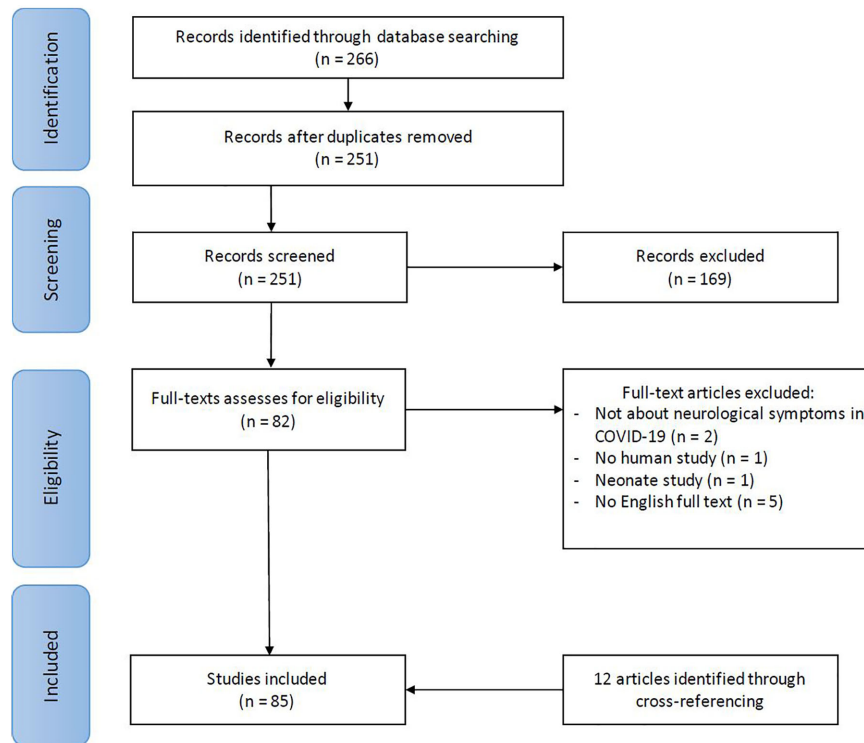 Identification
Records identified through database searching
(n = 266)
Records after duplicates removed
(n = 251)
Screening
Records screened
(n = 251)
Records excluded
(n = 169)
Eligibility
Full-texts assesses for eligibility
(n = 82)
Full-text articles excluded:
- Not about neurological symptoms in
COVID-19 (n = 2)
- No human study (n = 1)
- Neonate study (n = 1)
- No English full text (n = 5)
Included
Studies included
(n = 85)
12 articles identified through
cross-referencing